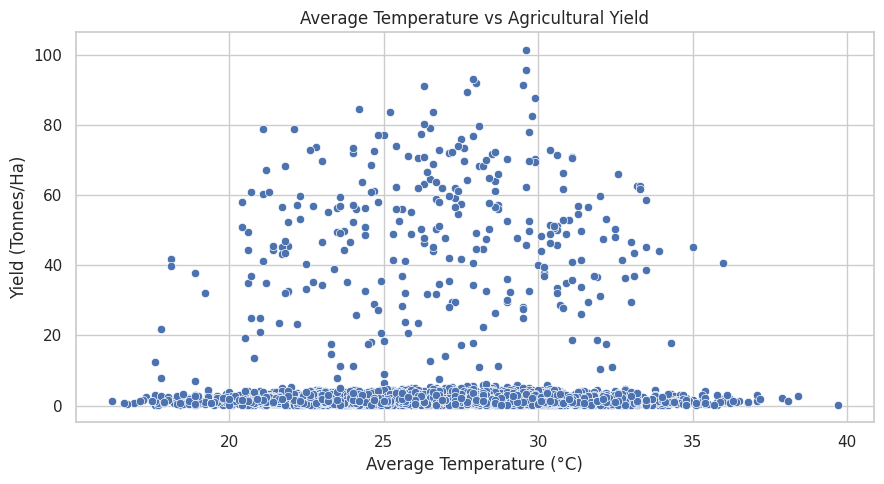 Average Temperature vs Agricultural Yield
Yield (Tonnes/Ha)
100
80
60
40
20
0
20 25 30 35 40
Average Temperature (°C)